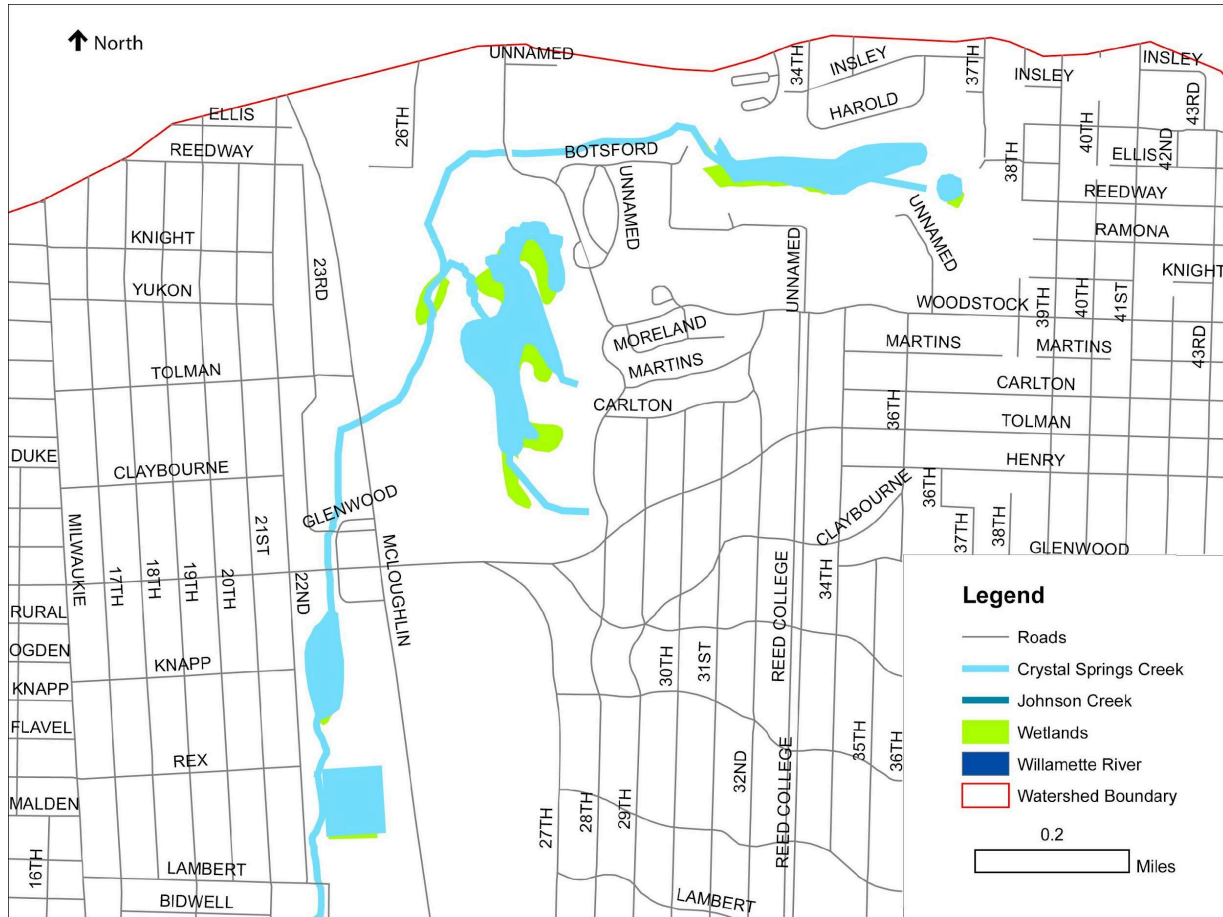 North
UNNAMED
34TH
INSLEY
37TH
INSLEY
INSLEY
43RD
ELLIS
26TH
HAROLD
40TH
42ND
REEDWAY
BOTSFORD
38TH
ELLIS
REEDWAY
UNNAMED
UNNAMED
RAMONA
KNIGHT
23RD
UNNAMED
KNIGHT
YUKON
WOODSTOCK
39TH
40TH
41ST
MORELAND
MARTINS
MARTINS
43RD
TOLMAN
MARTINS
CARLTON
CARLTON
36TH
TOLMAN
DUKE
CLAYBOURNE
HENRY
GLENWOOD
CLAYBOURNE
36TH
37TH
38TH
MILWAUKIE
17TH
18TH
19TH
20TH
21ST
22ND
MCLOUGHLIN
REED COLLEGE
34TH
GLENWOOD
RURAL
OGDEN
KNAPP
KNAPP
30TH
31ST
FLAVEL
REX
32ND
REED COLLEGE
35TH
36TH
MALDEN
27TH
28TH
29TH
16TH
LAMBERT
BIDWELL
LAMBERT
Legend
Roads
Crystal Springs Creek
Johnson Creek
Wetlands
Willamette River
Watershed Boundary
0.2
Miles